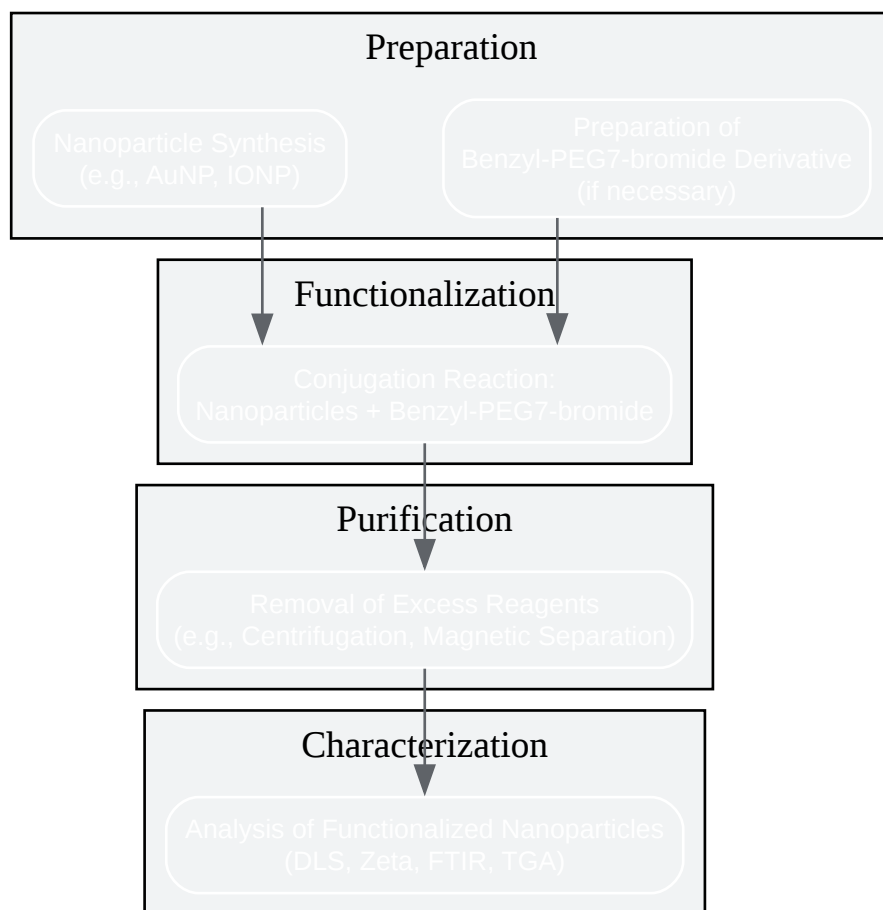 Preparation
Nanoparticle Synthesis
(e.g., AuNP, IONP)
Preparation of
Benzyl-PEG7-bromide Derivative
(if necessary)
Functionalization
Conjugation Reaction:
Nanoparticles + Benzyl-PEG7-bromide
Purification
Removal of Excess Reagents
(e.g., Centrifugation, Magnetic Separation)
Characterization
Analysis of Functionalized Nanoparticles
(DLS, Zeta, FTIR, TGA)